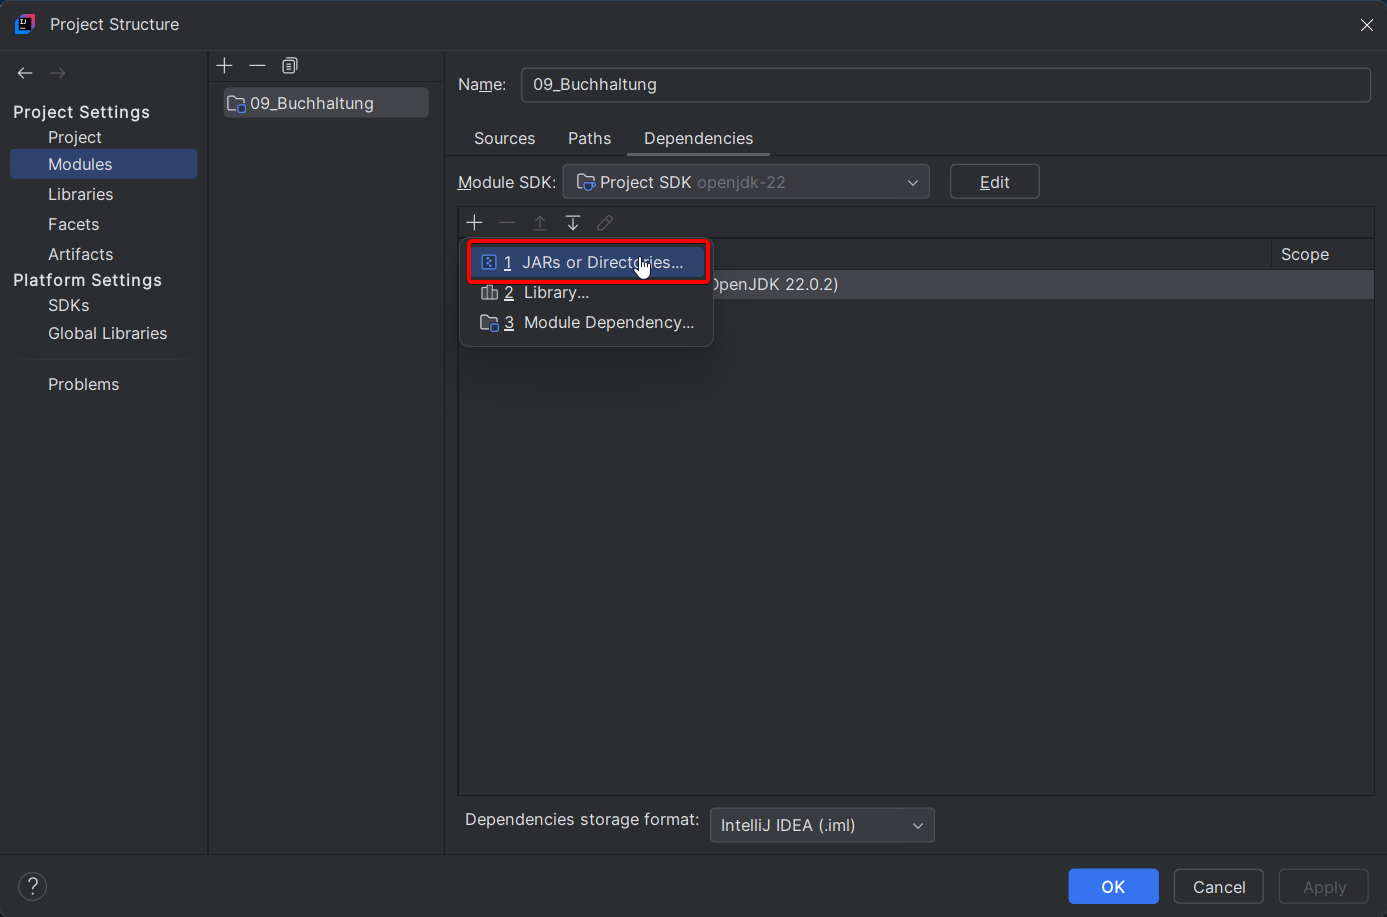 Project Structure
Project Settings
Project
Modules
Libraries
Facets
Artifacts
Platform Settings
SDKs
Global Libraries
Problems
09_Buchhaltung
Name: 09_Buchhaltung
Sources Paths Dependencies
Module SDK: Project SDK openjdk-22 Edit
Scope
1 JARs or Directories...
OpenJDK 22.0.2)
2 Library...
3 Module Dependency...
Dependencies storage format: IntelliJ IDEA (.iml)
? OK Cancel Apply